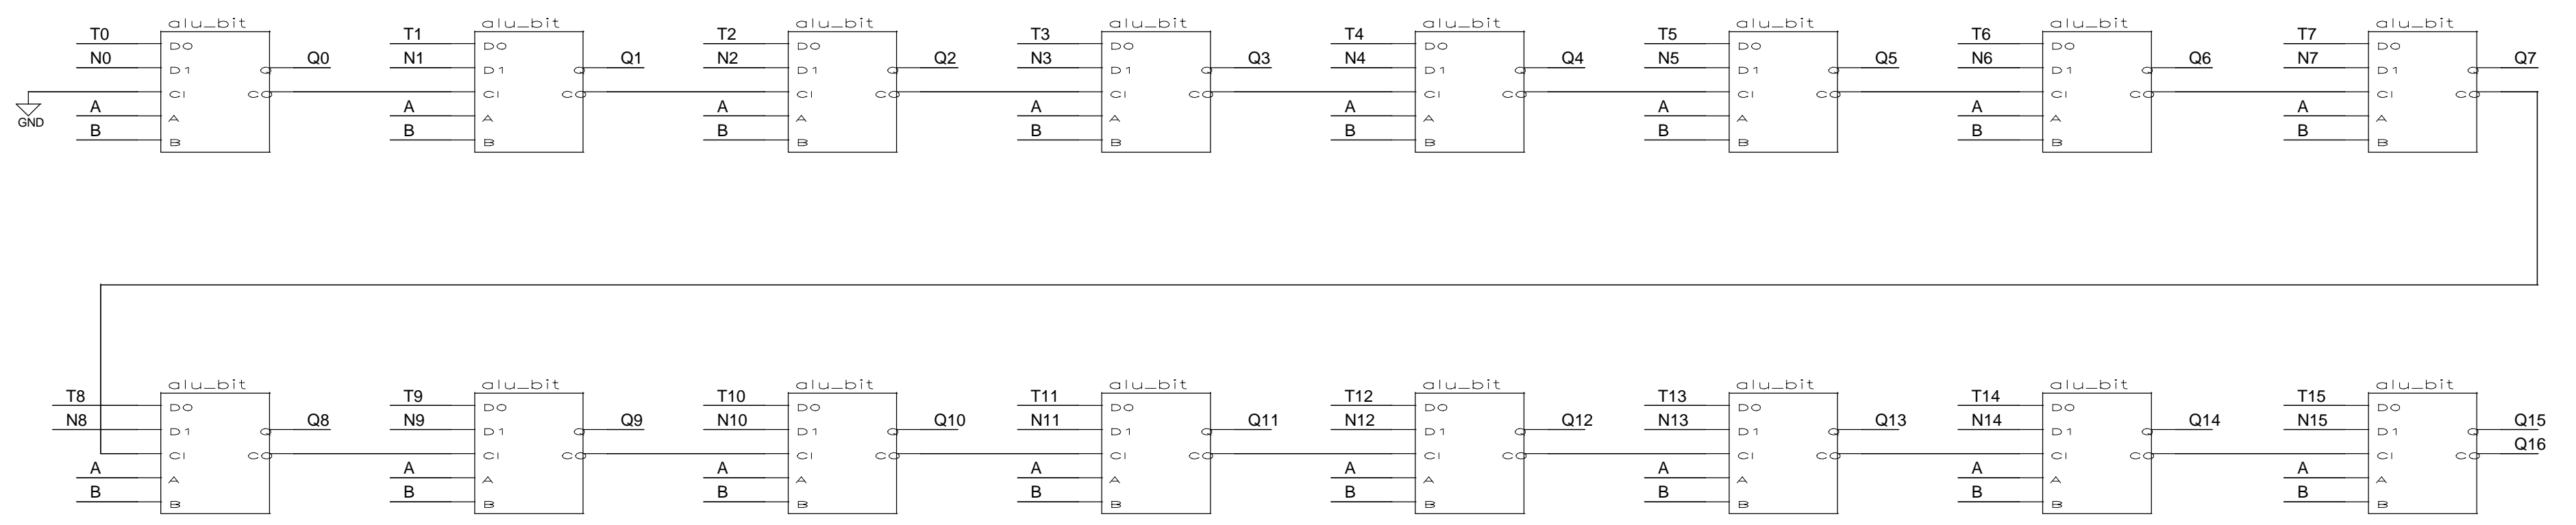 alu_bit alu_bit alu_bit alu_bit alu_bit alu_bit alu_bit alu_bit
T0 D0 T1 D0 T2 D0 T3 D0 T4 D0 T5 D0 T6 D0 T7 D0
N0 D1 Q Q0 N1 D1 Q Q1 N2 D1 Q Q2 N3 D1 Q Q3 N4 D1 Q Q4 N5 D1 Q Q5 N6 D1 Q Q6 N7 D1 Q Q7
CI CO CI CO CI CO CI CO CI CO CI CO CI CO CI CO
GND A A A A A A A A A A A A A A A A
B B B B B B B B B B B B B B B B
alu_bit alu_bit alu_bit alu_bit alu_bit alu_bit alu_bit alu_bit
T8 D0 T9 D0 T10 D0 T11 D0 T12 D0 T13 D0 T14 D0 T15 D0
N8 D1 Q Q8 N9 D1 Q Q9 N10 D1 Q Q10 N11 D1 Q Q11 N12 D1 Q Q12 N13 D1 Q Q13 N14 D1 Q Q14 N15 D1 Q Q15
CI CO CI CO CI CO CI CO CI CO CI CO CI CO CI CO Q16
A A A A A A A A A A A A A A A A
B B B B B B B B B B B B B B B B